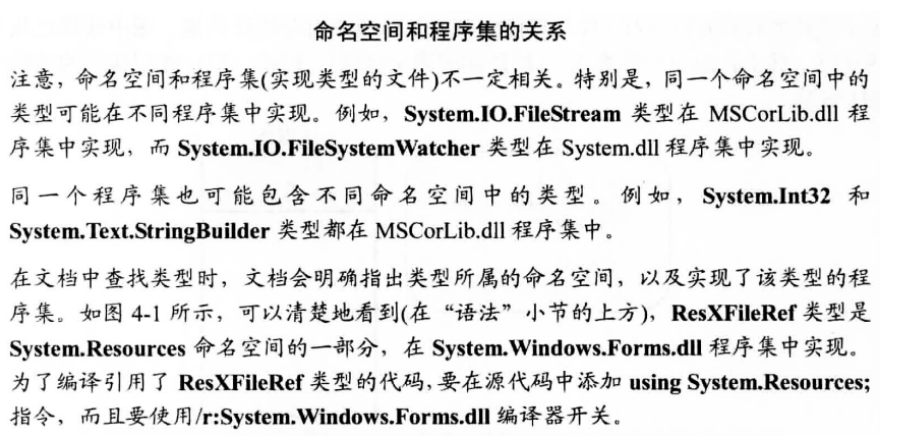 命名空间和程序集的关系
注意，命名空间和程序集(实现类型的文件)不一定相关。特别是，同一个命名空间中的
类型可能在不同程序集中实现。例如，System.IO.FileStream 类型在 MSCorLib.dll 程
序集中实现，而 System.IO.FileSystemWatcher 类型在 System.dll 程序集中实现。
同一个程序集也可能包含不同命名空间中的类型。例如，System.Int32 和
System.Text.StringBuilder 类型都在 MSCorLib.dll 程序集中。
在文档中查找类型时，文档会明确指出类型所属的命名空间，以及实现了该类型的程
序集。如图 4-1 所示，可以清楚地看到(在“语法”小节的上方)，ResXFileRef 类型是
System.Resources 命名空间的一部分，在 System.Windows.Forms.dll 程序集中实现。
为了编译引用了 ResXFileRef 类型的代码，要在源代码中添加 using System.Resources;
指令，而且要使用/r:System.Windows.Forms.dll 编译器开关。